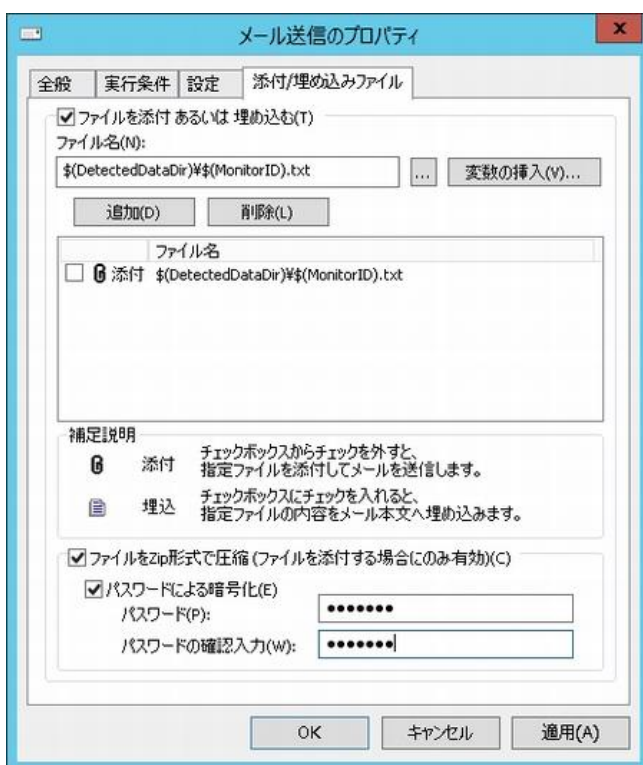 メール送信のプロパティ
x
全般 実行条件 設定 添付/埋め込みファイル
ファイルを添付 あるいは 埋め込む(T)
ファイル名(N):
$(DetectedDataDir)¥$(MonitorID).txt ... 変数の挿入(V)...
追加(D) 削除(L)
ファイル名
添付 $(DetectedDataDir)¥$(MonitorID).txt
補足説明
添付 チェックボックスからチェックを外すと、
指定ファイルを添付してメールを送信します。
埋込 チェックボックスにチェックを入れると、
指定ファイルの内容をメール本文へ埋め込みます。
ファイルをZip形式で圧縮(ファイルを添付する場合にのみ有効)(C)
パスワードによる暗号化(E)
パスワード(P): ●●●●●●●
パスワードの確認入力(W): ●●●●●●●
OK キャンセル 適用(A)